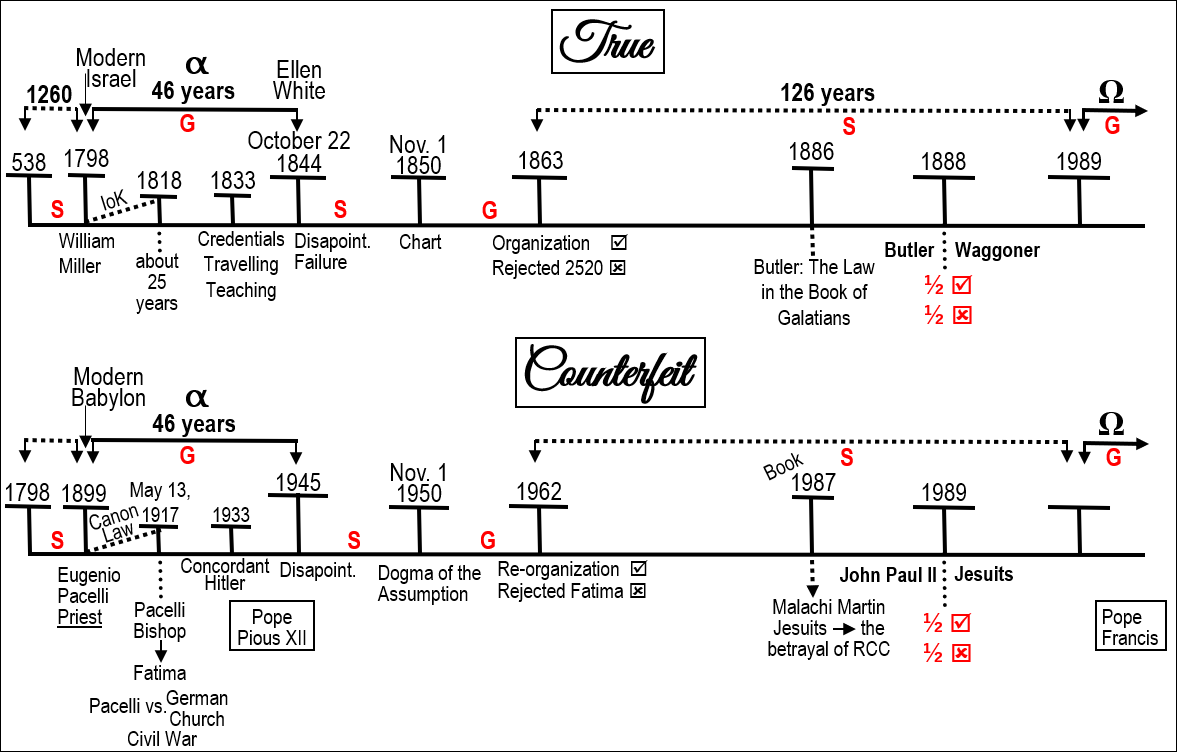 True
Modern
Israel
α
46 years
G
Ellen
White
1260
126 years
S
Ω
G
538
1798
1818
1833
October 22
1844
Nov. 1
1850
1863
1886
1888
1989
S
IoK
S
G
William
Miller
about
25
years
Credentials
Travelling
Teaching
Disapoint.
Failure
Chart
Organization ☑
Rejected 2520 ☒
Butler: The Law
in the Book of
Galatians
Butler Waggoner
½ ☑
½ ☒
Counterfeit
Modern
Babylon
α
46 years
G
S
Ω
G
1798
1899
May 13,
1917
1933
1945
Nov. 1
1950
1962
Book
1987
1989
S
Canon
Law
S
G
Eugenio
Pacelli
Priest
Pacelli
Bishop
Fatima
Pacelli vs. German
Church
Civil War
Concordant
Hitler
Pope
Pious XII
Disapoint.
Dogma of the
Assumption
Re-organization ☑
Rejected Fatima ☒
Malachi Martin
Jesuits → the
betrayal of RCC
John Paul II Jesuits
½ ☑
½ ☒
Pope
Francis